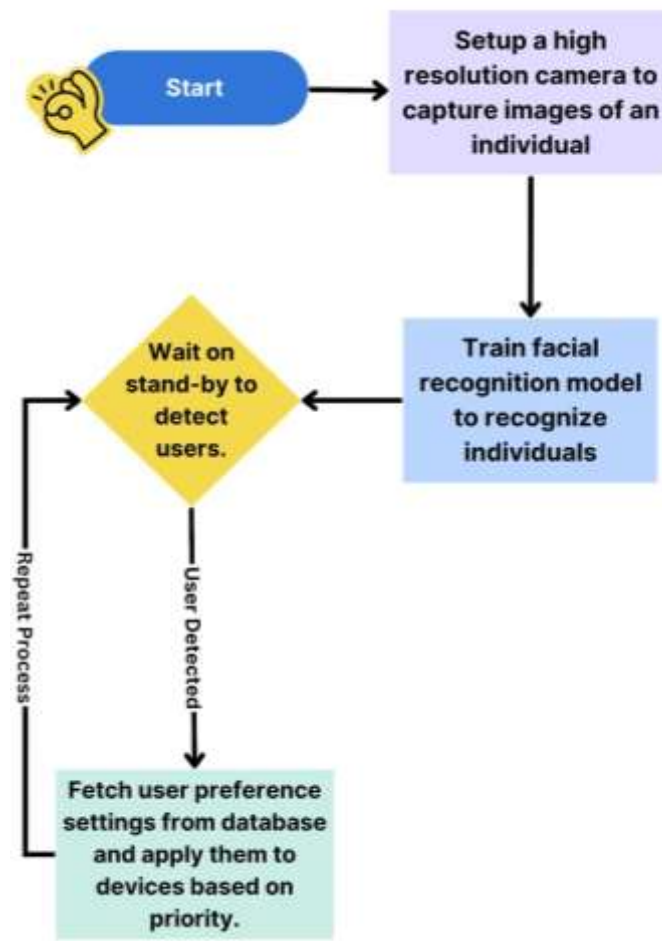 Start
Setup a high
resolution camera to
capture images of an
individual
Train facial
recognition model
to recognize
individuals
Wait on
stand-by to
detect
users.
User Detected
Repeat Process
Fetch user preference
settings from database
and apply them to
devices based on
priority.